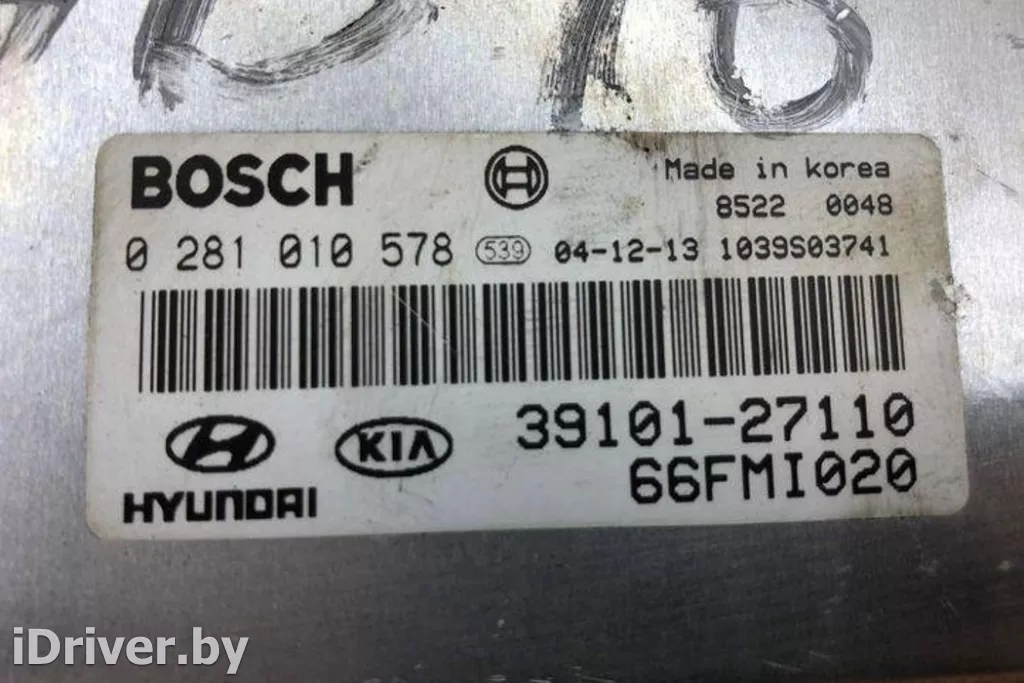 BOSCH
Made in korea
8522 0048
0 281 010 578 539 04-12-13 1039S03741
39101-27110
KIA
66FMI020
HYUNDAI
iDriver.by